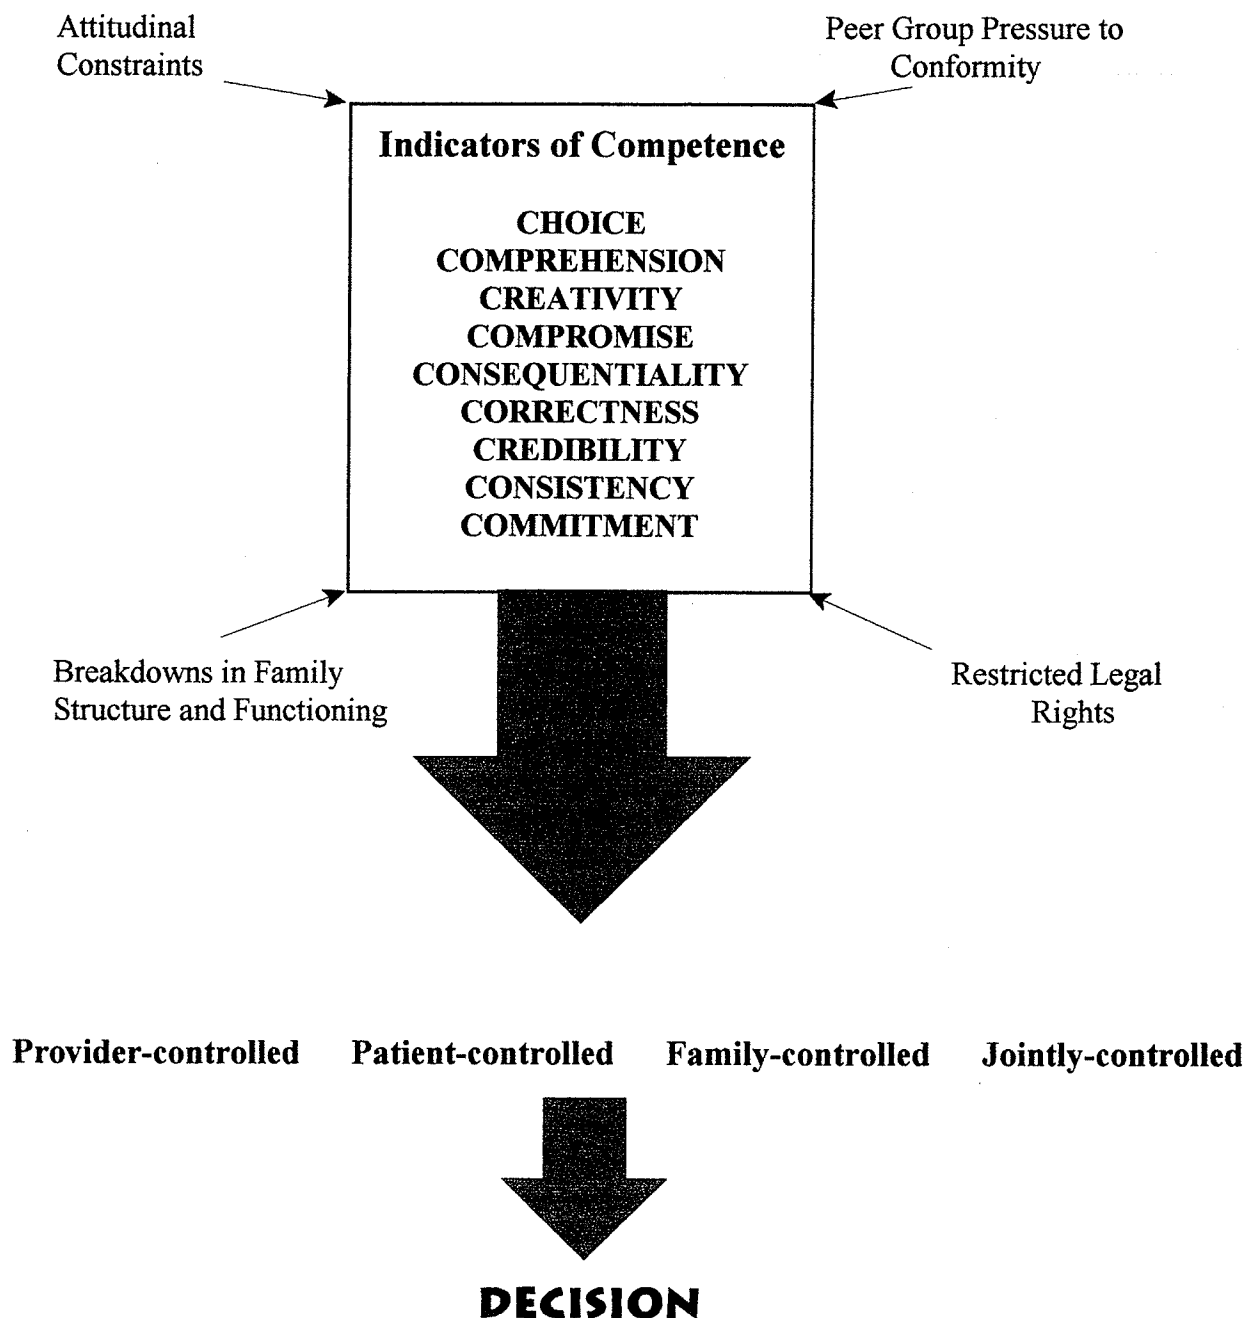 Attitudinal
Constraints
Peer Group Pressure to
Conformity
Indicators of Competence
CHOICE
COMPREHENSION
CREATIVITY
COMPROMISE
CONSEQUENTIALITY
CORRECTNESS
CREDIBILITY
CONSISTENCY
COMMITMENT
Breakdowns in Family
Structure and Functioning
Restricted Legal
Rights
Provider-controlled Patient-controlled Family-controlled Jointly-controlled
DECISION